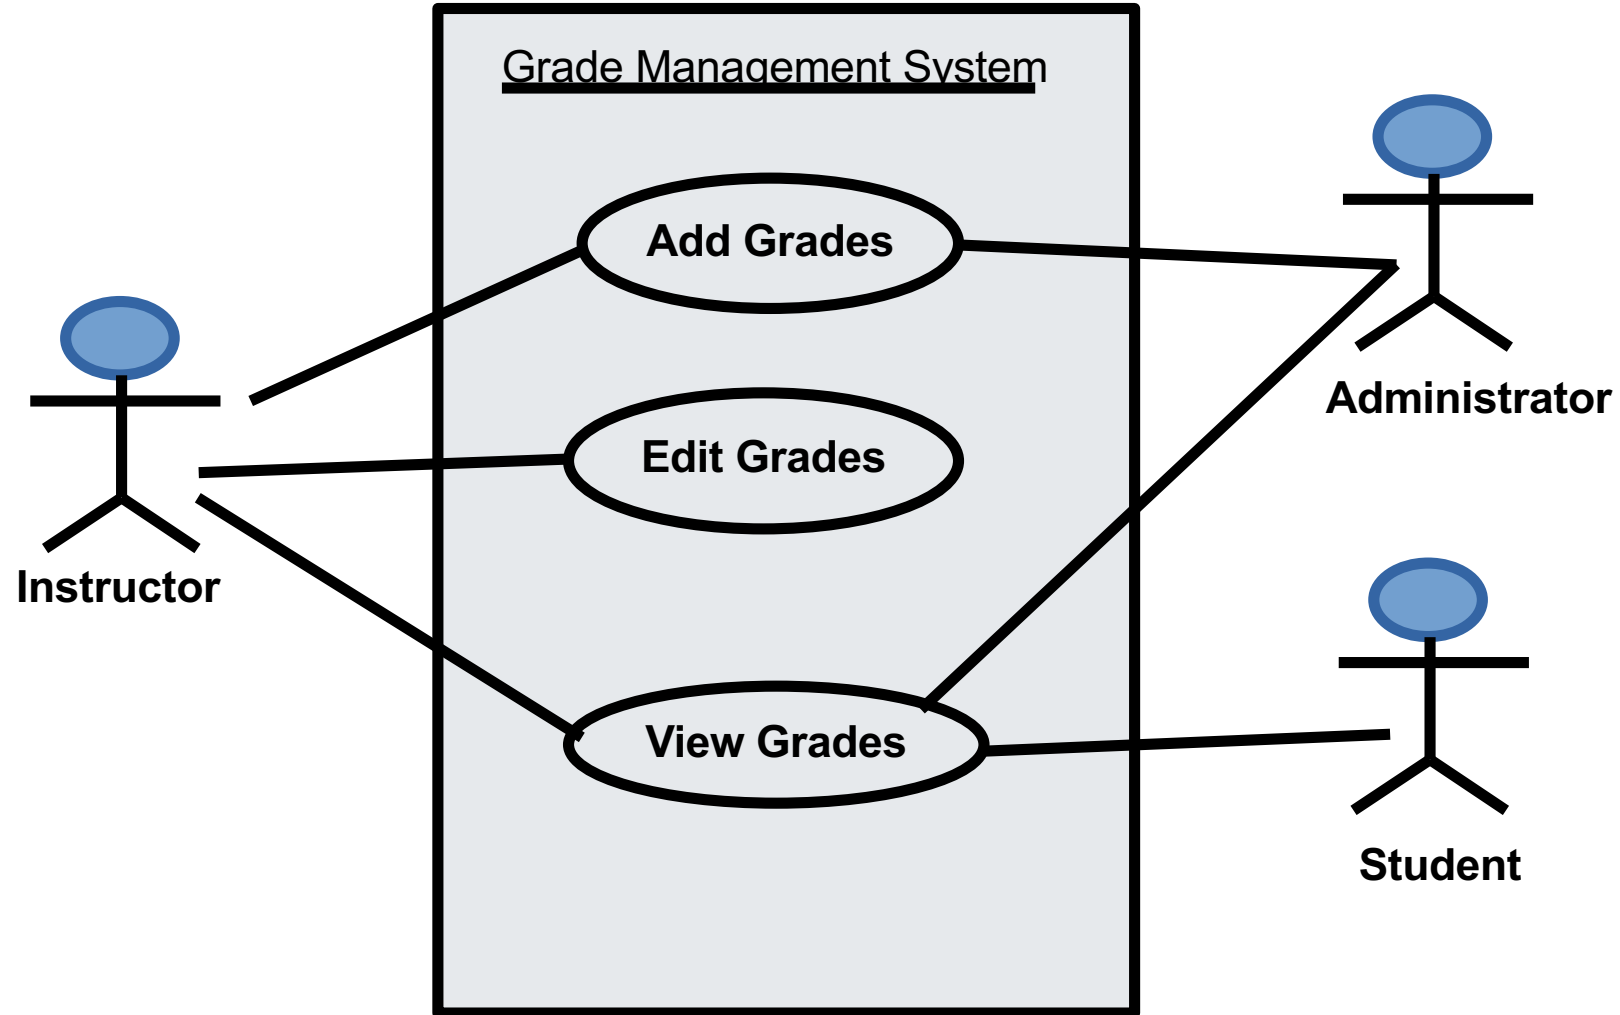 Grade Management System
Add Grades
Administrator
Edit Grades
Instructor
View Grades
Student